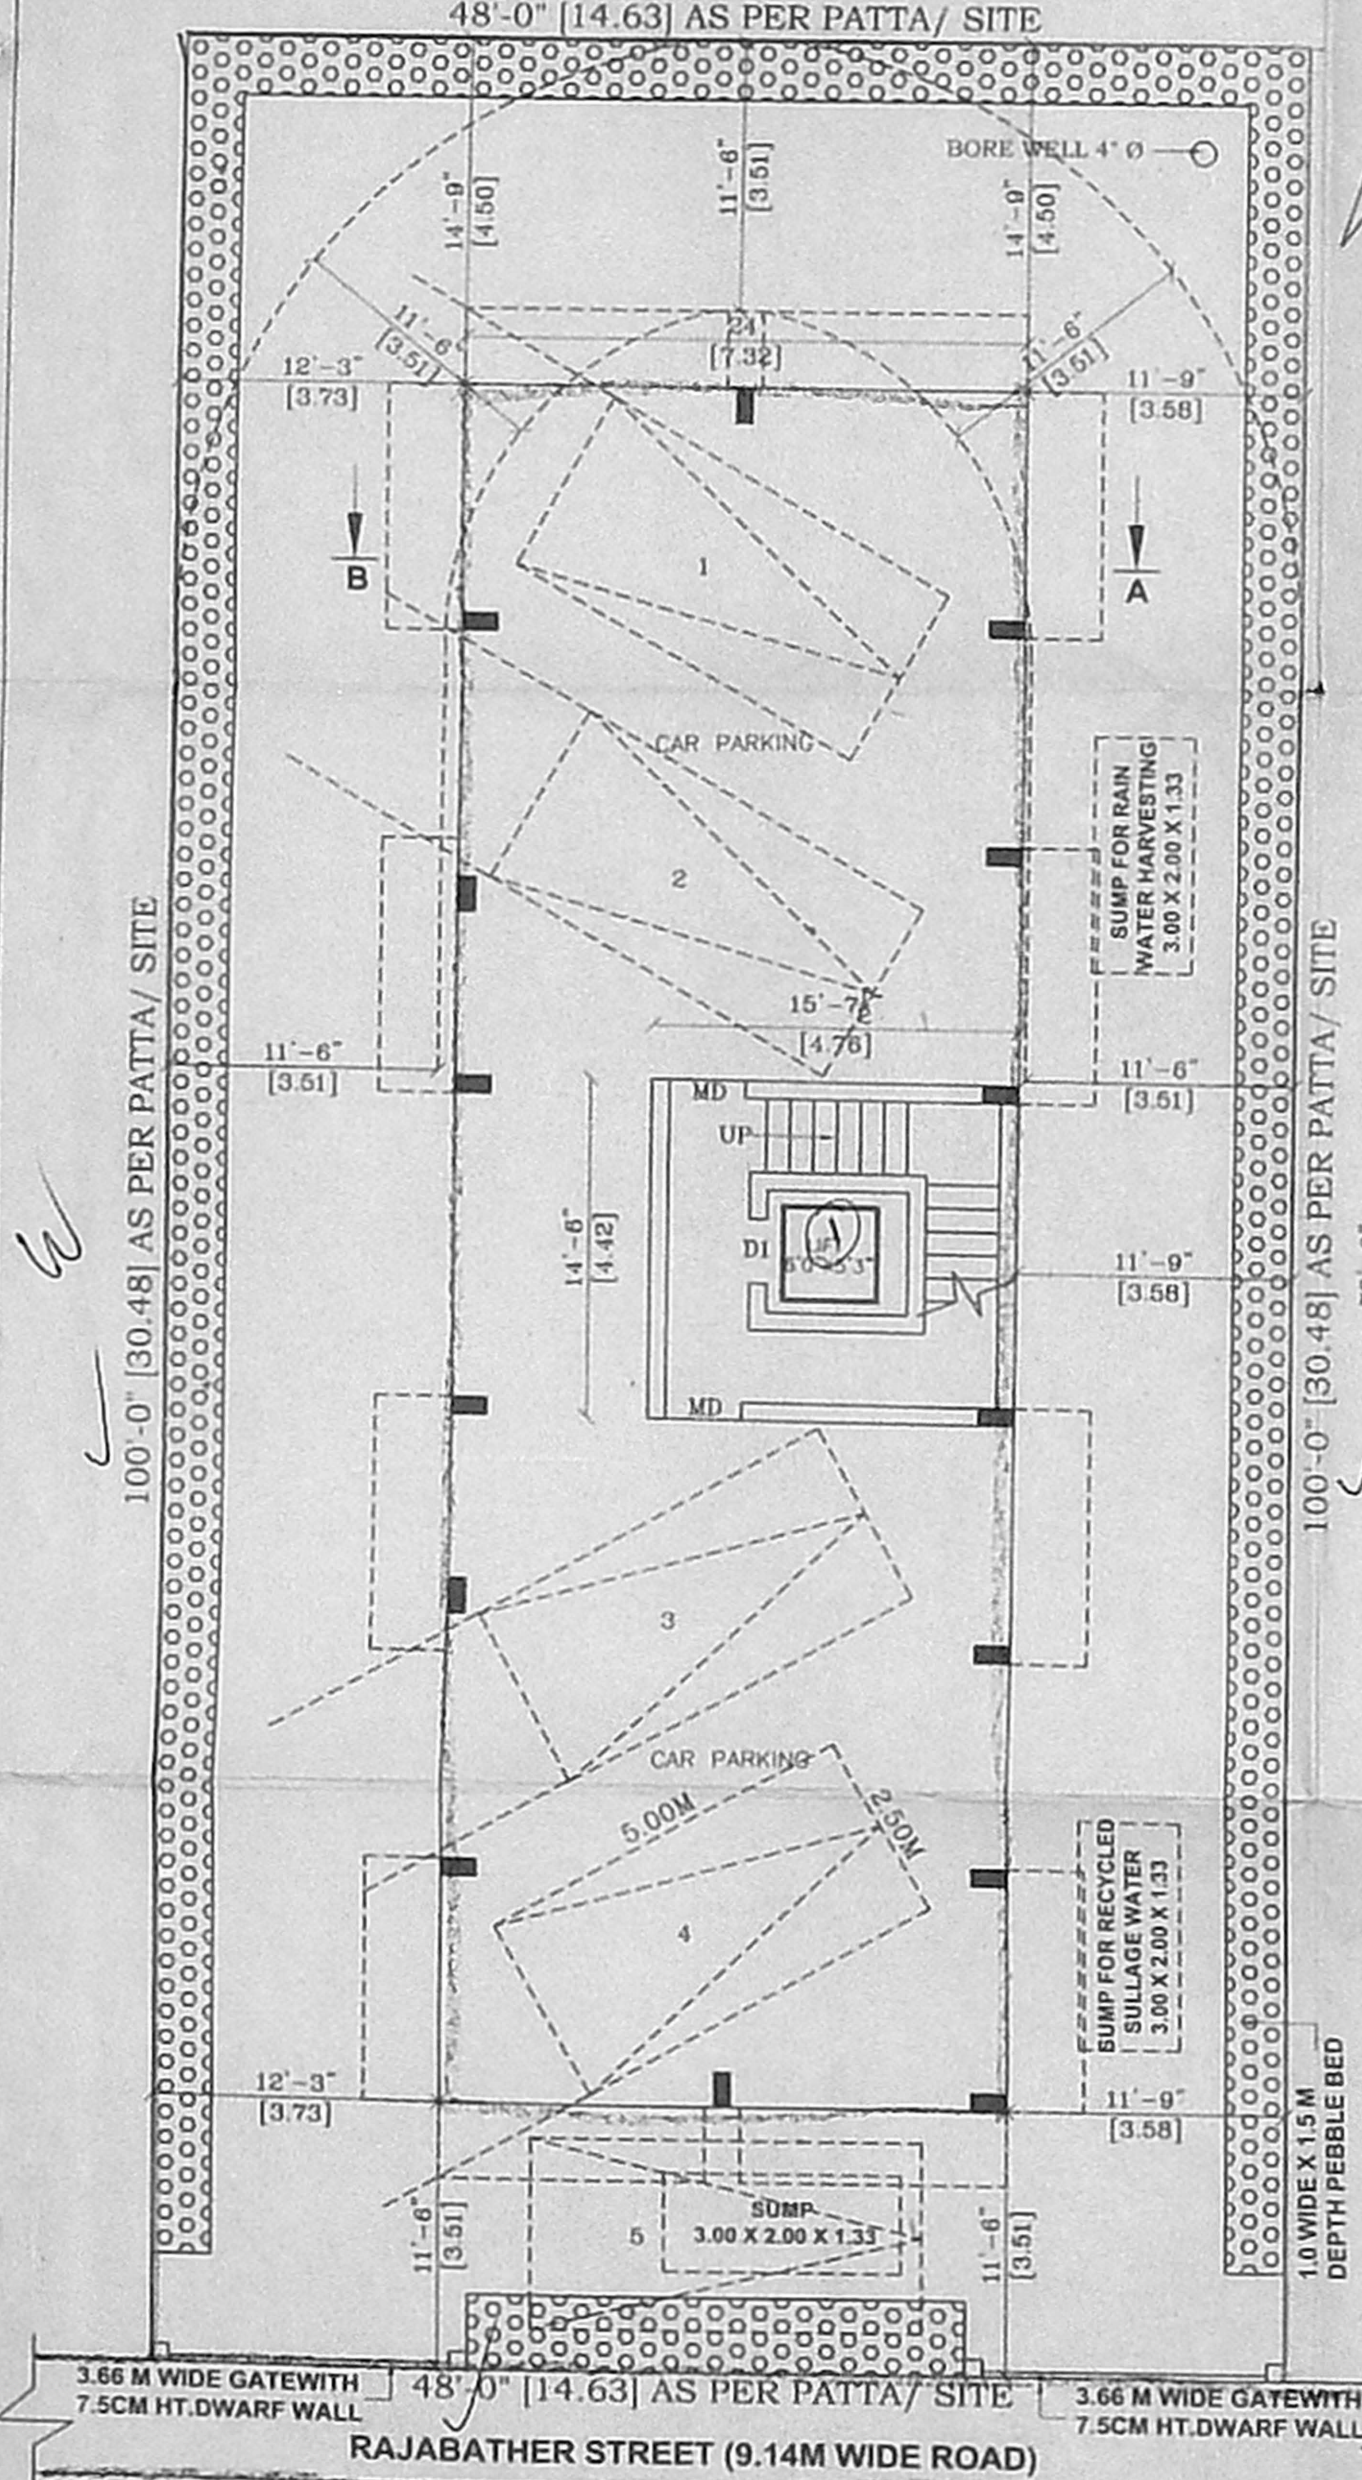 48'-0" [14.63] AS PER PATTA/ SITE
BORE WELL 4" Ø
14'-9"
[4.50]
11'-6"
[3.51]
14'-9"
[4.50]
11'-6"
[3.51]
24'
[7.32]
11'-6"
[3.51]
12'-3"
[3.73]
11'-9"
[3.58]
B
A
1
CAR PARKING
2
SUMP FOR RAIN
WATER HARVESTING
3.00 X 2.00 X 1.33
15'-7½"
[4.76]
11'-6"
[3.51]
11'-6"
[3.51]
MD
UP
14'-6"
[4.42]
D1
11'-9"
[3.58]
MD
100'-0" [30.48] AS PER PATTA/ SITE
100'-0" [30.48] AS PER PATTA/ SITE
3
CAR PARKING
5.00M
2.50M
4
SUMP FOR RECYCLED
SULLAGE WATER
3.00 X 2.00 X 1.33
12'-3"
[3.73]
11'-9"
[3.58]
1.0 WIDE X 1.5 M
DEPTH PEBBLE BED
11'-6"
[3.51]
5
SUMP
3.00 X 2.00 X 1.33
11'-6"
[3.51]
3.66 M WIDE GATEWITH
7.5CM HT.DWARF WALL
48'-0" [14.63] AS PER PATTA/ SITE
3.66 M WIDE GATEWITH
7.5CM HT.DWARF WALL
RAJABATHER STREET (9.14M WIDE ROAD)